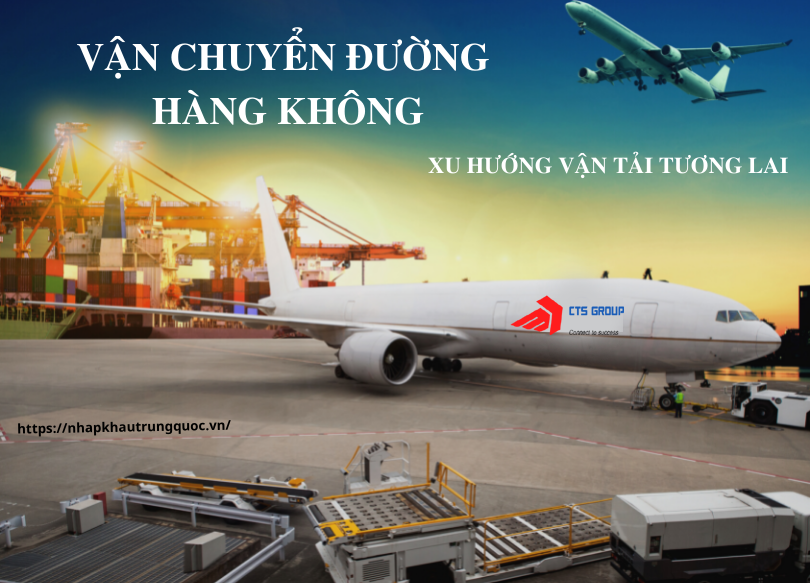 VẬN CHUYỂN ĐƯỜNG
HÀNG KHÔNG
XU HƯỚNG VẬN TẢI TƯƠNG LAI
CTS GROUP
Connect to success
https://nhapkhautrungquoc.vn/